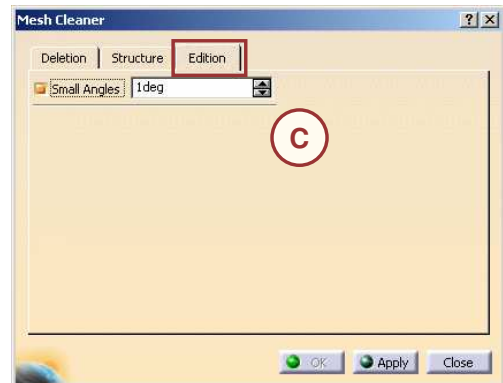 Mesh Cleaner ? X
Deletion Structure Edition
Small Angles 1deg
C
OK Apply Close